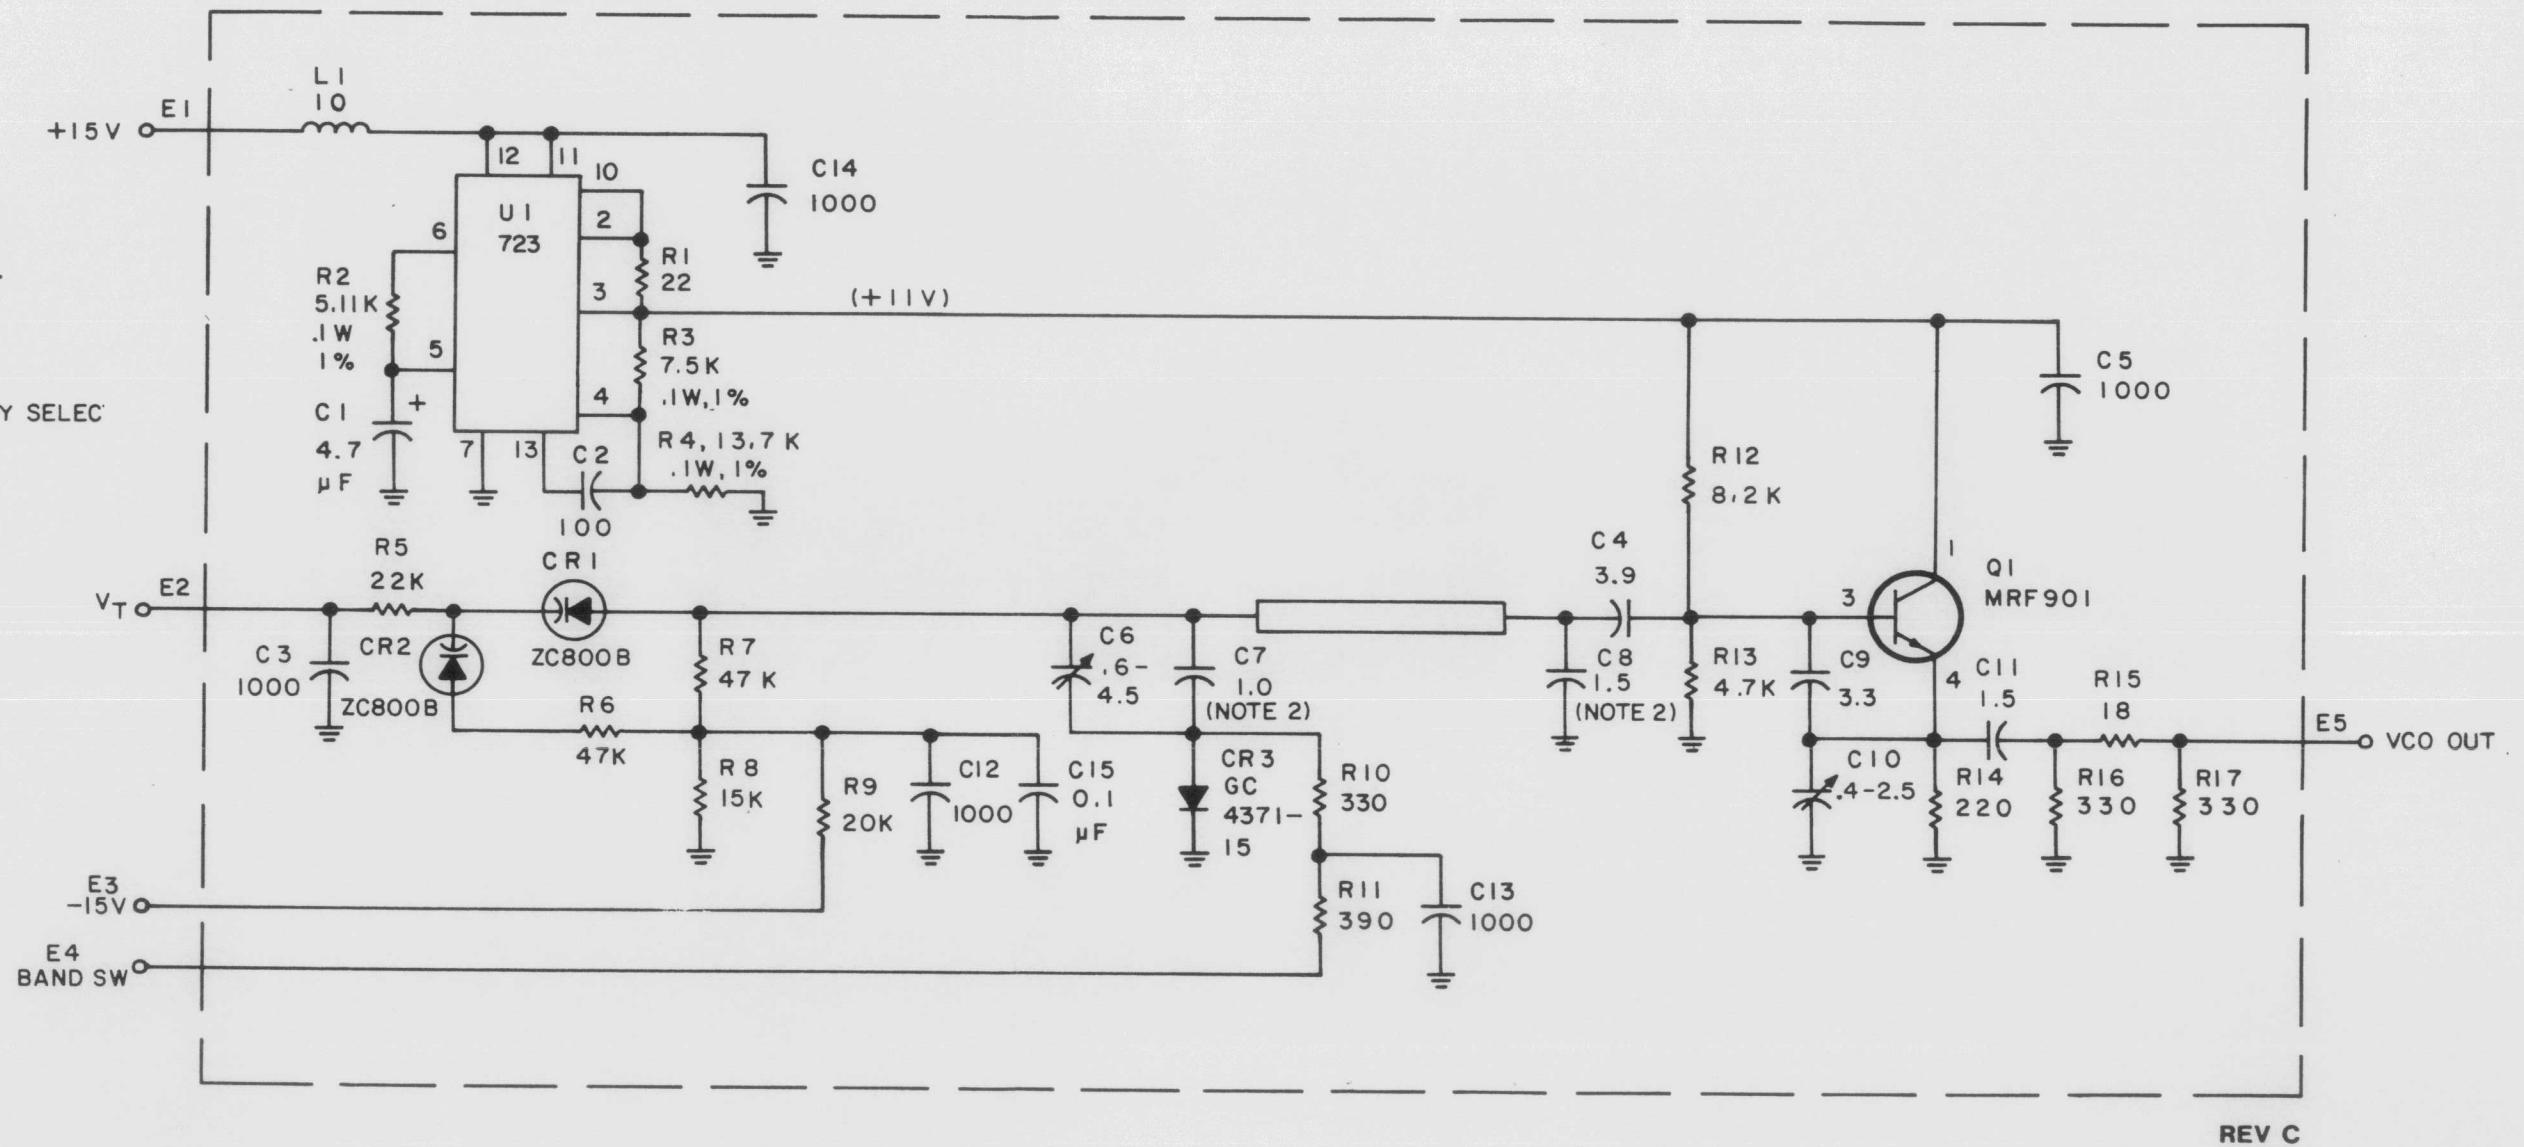 L1
10
E1
+15V
12
11
10
C14
1000
U1
723
2
6
R1
22
R2
5.11K
.1W
1%
3
(+11V)
R3
7.5K
.1W,1%
5
4
C5
1000
Y SELEC
C1
+
4.7
µF
7
13
C2
100
R4, 13.7 K
.1W, 1%
R12
8.2K
R5
22K
CR1
ZC800B
C4
3.9
1
Q1
MRF901
3
4
E2
VT
C3
1000
CR2
ZC800B
R7
47 K
C6
.6-
4.5
C7
1.0
(NOTE 2)
C8
1.5
(NOTE 2)
R13
4.7K
C9
3.3
C11
1.5
R15
18
E5
VCO OUT
R6
47K
R8
15K
R9
20K
C12
1000
C15
0.1
µF
CR3
GC
4371-
15
R10
330
C10
.4-2.5
R14
220
R16
330
R17
330
E3
-15V
R11
390
C13
1000
E4
BAND SW
REV C